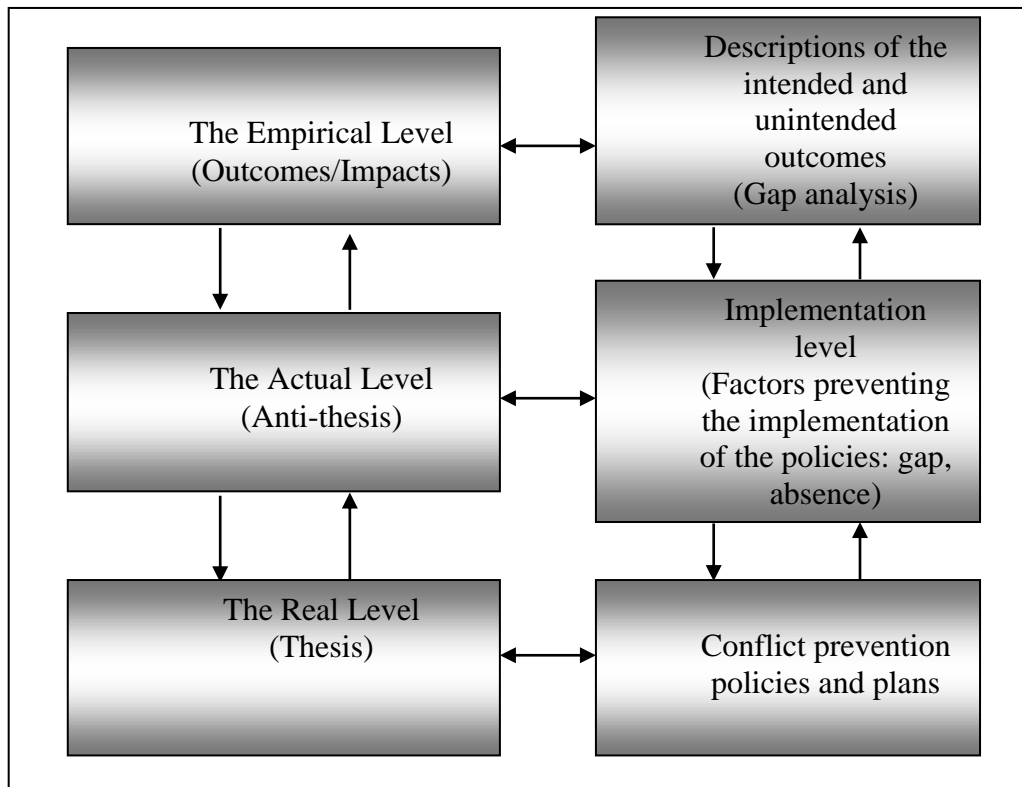 The Empirical Level
(Outcomes/Impacts)
Descriptions of the
intended and
unintended
outcomes
(Gap analysis)
The Actual Level
(Anti-thesis)
Implementation
level
(Factors preventing
the implementation
of the policies: gap,
absence)
The Real Level
(Thesis)
Conflict prevention
policies and plans